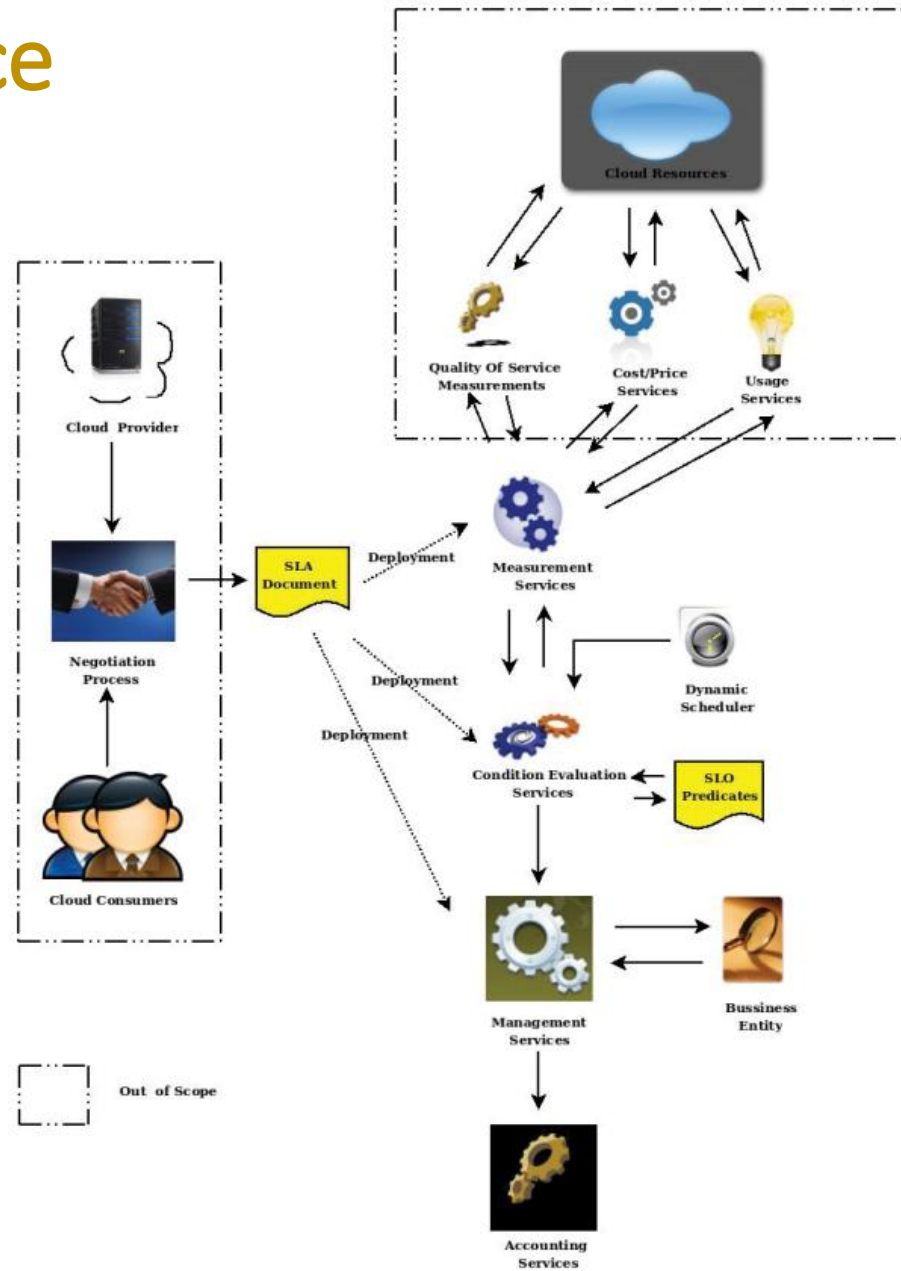 ce
Cloud Resources
Quality Of Service
Measurements
Cost/Price
Services
Usage
Services
Cloud Provider
SLA
Document
Deployment
Measurement
Services
Negotiation
Process
Deployment
Dynamic
Scheduler
Deployment
Condition Evaluation
Services
SLO
Predicates
Cloud Consumers
Management
Services
Bussiness
Entity
Out of Scope
Accounting
Services